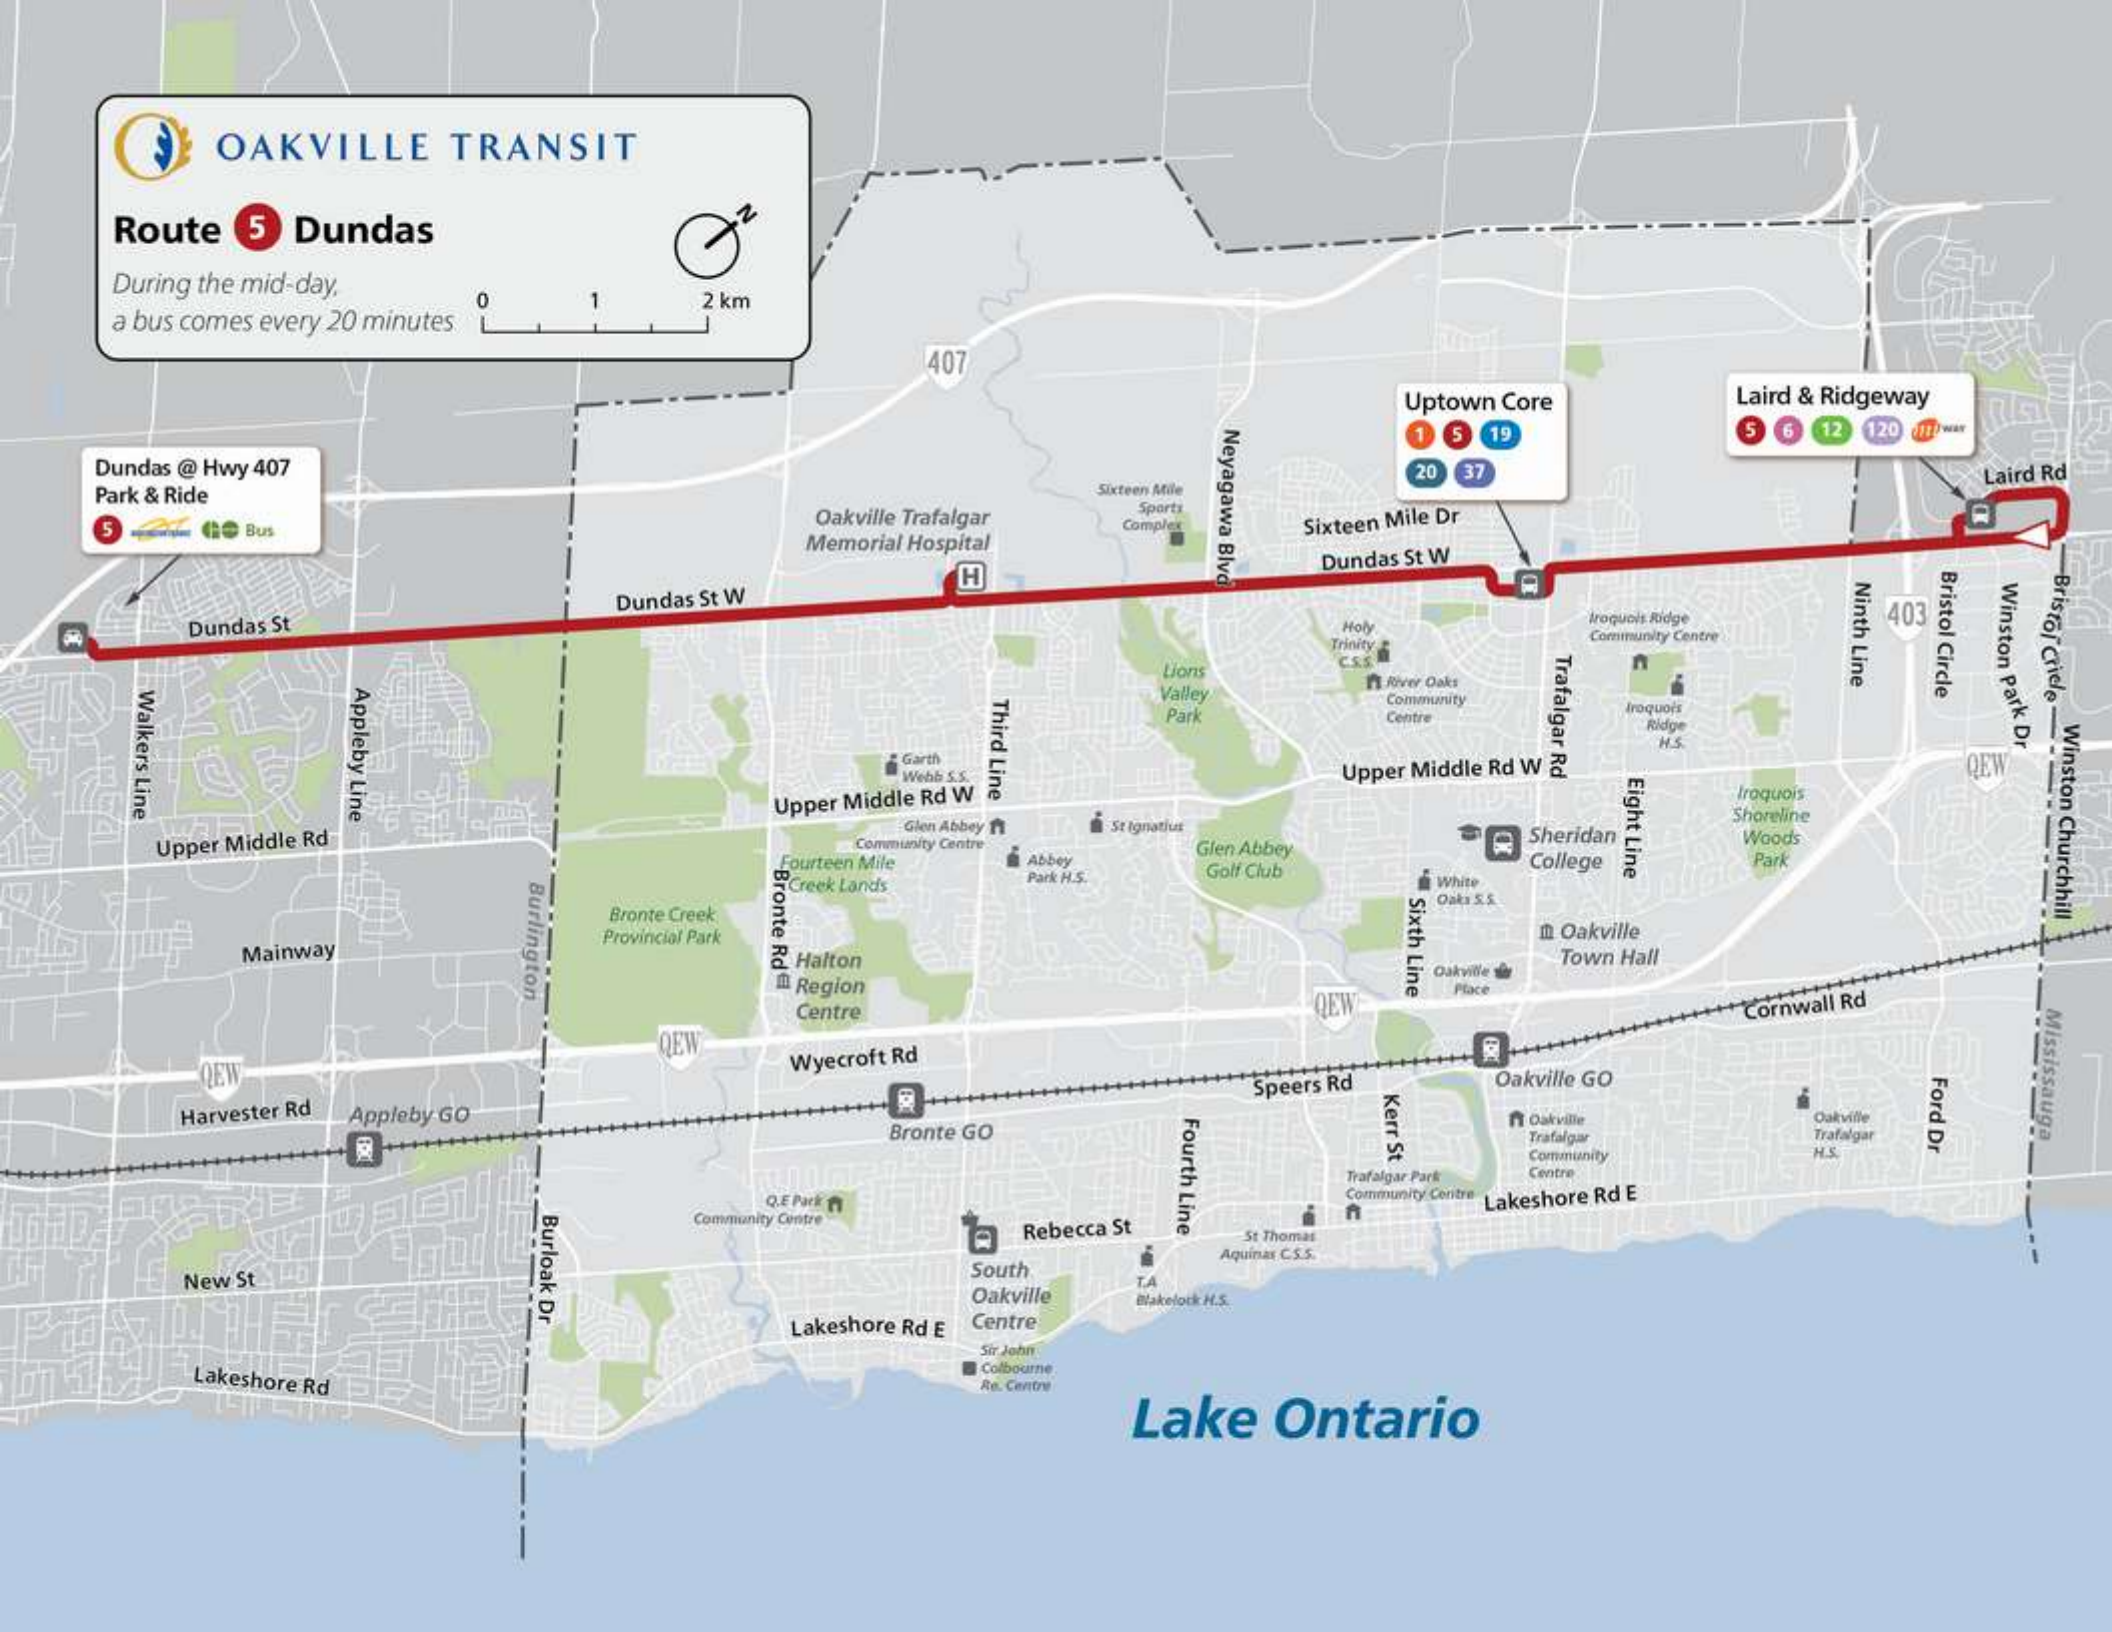 OAKVILLE TRANSIT
Route 5 Dundas
N
During the mid-day,
a bus comes every 20 minutes
0 1 2 km
407
Uptown Core
1 5 19
20 37
Laird & Ridgeway
5 6 12 120
Dundas @ Hwy 407
Park & Ride
5
GO Bus
Laird Rd
Neyagawa Blvd
Sixteen Mile
Sports
Complex
Oakville Trafalgar
Memorial Hospital
H
Sixteen Mile Dr
Dundas St W
Dundas St W
Dundas St
Walkers Line
Appleby Line
Third Line
Holy
Trinity
C.S.S.
River Oaks
Community
Centre
Iroquois Ridge
Community Centre
Iroquois
Ridge
H.S.
Trafalgar Rd
Ninth Line
403
Bristol Circle
Winston Park Dr
Bristol Circle
Winston Churchhill
QEW
Lions
Valley
Park
Garth
Webb S.S.
Upper Middle Rd W
Upper Middle Rd W
Upper Middle Rd
Glen Abbey
Community Centre
St Ignatius
Abbey
Park H.S.
Fourteen Mile
Creek Lands
Glen Abbey
Golf Club
Sheridan
College
Eight Line
Iroquois
Shoreline
Woods
Park
White
Oaks S.S.
Sixth Line
Oakville
Town Hall
Oakville
Place
Bronte Creek
Provincial Park
Bronte Rd
Halton
Region
Centre
Burlington
Mainway
QEW
QEW
QEW
Cornwall Rd
Wyecroft Rd
Speers Rd
Oakville GO
Mississauga
Harvester Rd
Appleby GO
Bronte GO
Fourth Line
Kerr St
Oakville
Trafalgar
Community
Centre
Oakville
Trafalgar
H.S.
Ford Dr
Trafalgar Park
Community Centre
Lakeshore Rd E
Q.E Park
Community Centre
Rebecca St
St Thomas
Aquinas C.S.S.
South
Oakville
Centre
T.A
Blakelock H.S.
New St
Burloak Dr
Lakeshore Rd E
Sir John
Colbourne
Re. Centre
Lakeshore Rd
Lake Ontario